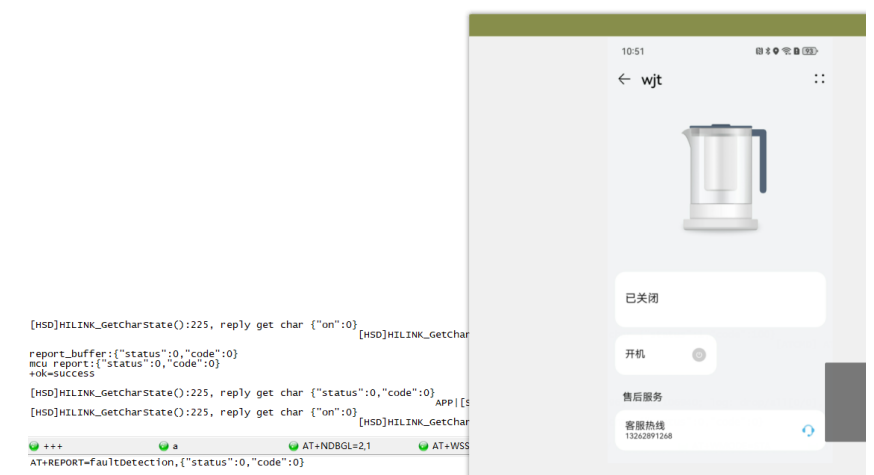 [HSD]HILINK_GetCharState():225, reply get char {"on":0}
[HSD]HILINK_GetChar
report_buffer:{"status":0,"code":0}
mcu report:{"status":0,"code":0}
+ok=success
[HSD]HILINK_GetCharState():225, reply get char {"status":0,"code":0}
APP|[S
[HSD]HILINK_GetCharState():225, reply get char {"on":0}
[HSD]HILINK_GetChar
+++ a AT+NDBGL=2,1 AT+WSS
AT+REPORT=faultDetection,{"status":0,"code":0}
10:51
93
wjt
已关闭
开机
售后服务
客服热线
13262891268